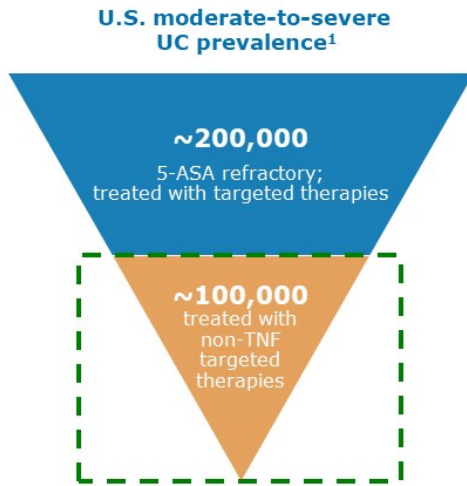 U.S. moderate-to-severe
UC prevalence¹
~200,000
5-ASA refractory;
treated with targeted therapies
~100,000
treated with
non-TNF
targeted
therapies